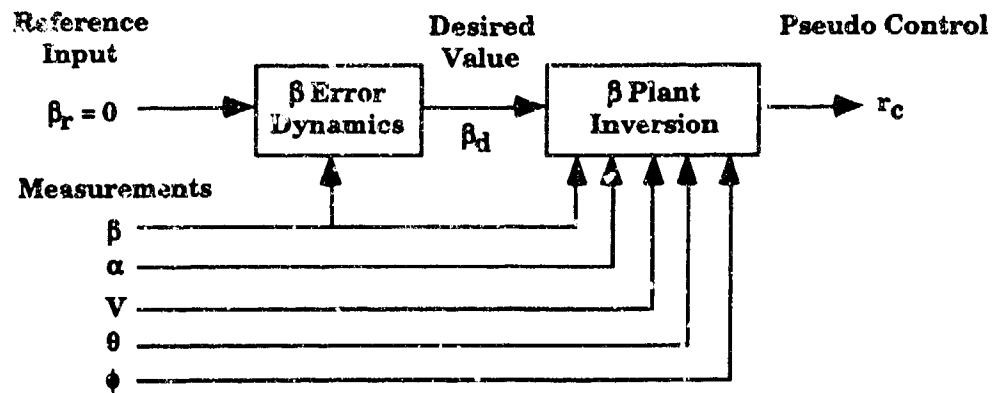 Reference
Input
Desired
Value
Pseudo Control
βr = 0
β Error
Dynamics
βd
β Plant
Inversion
rc
Measurements
β
α
V
θ
ϕ